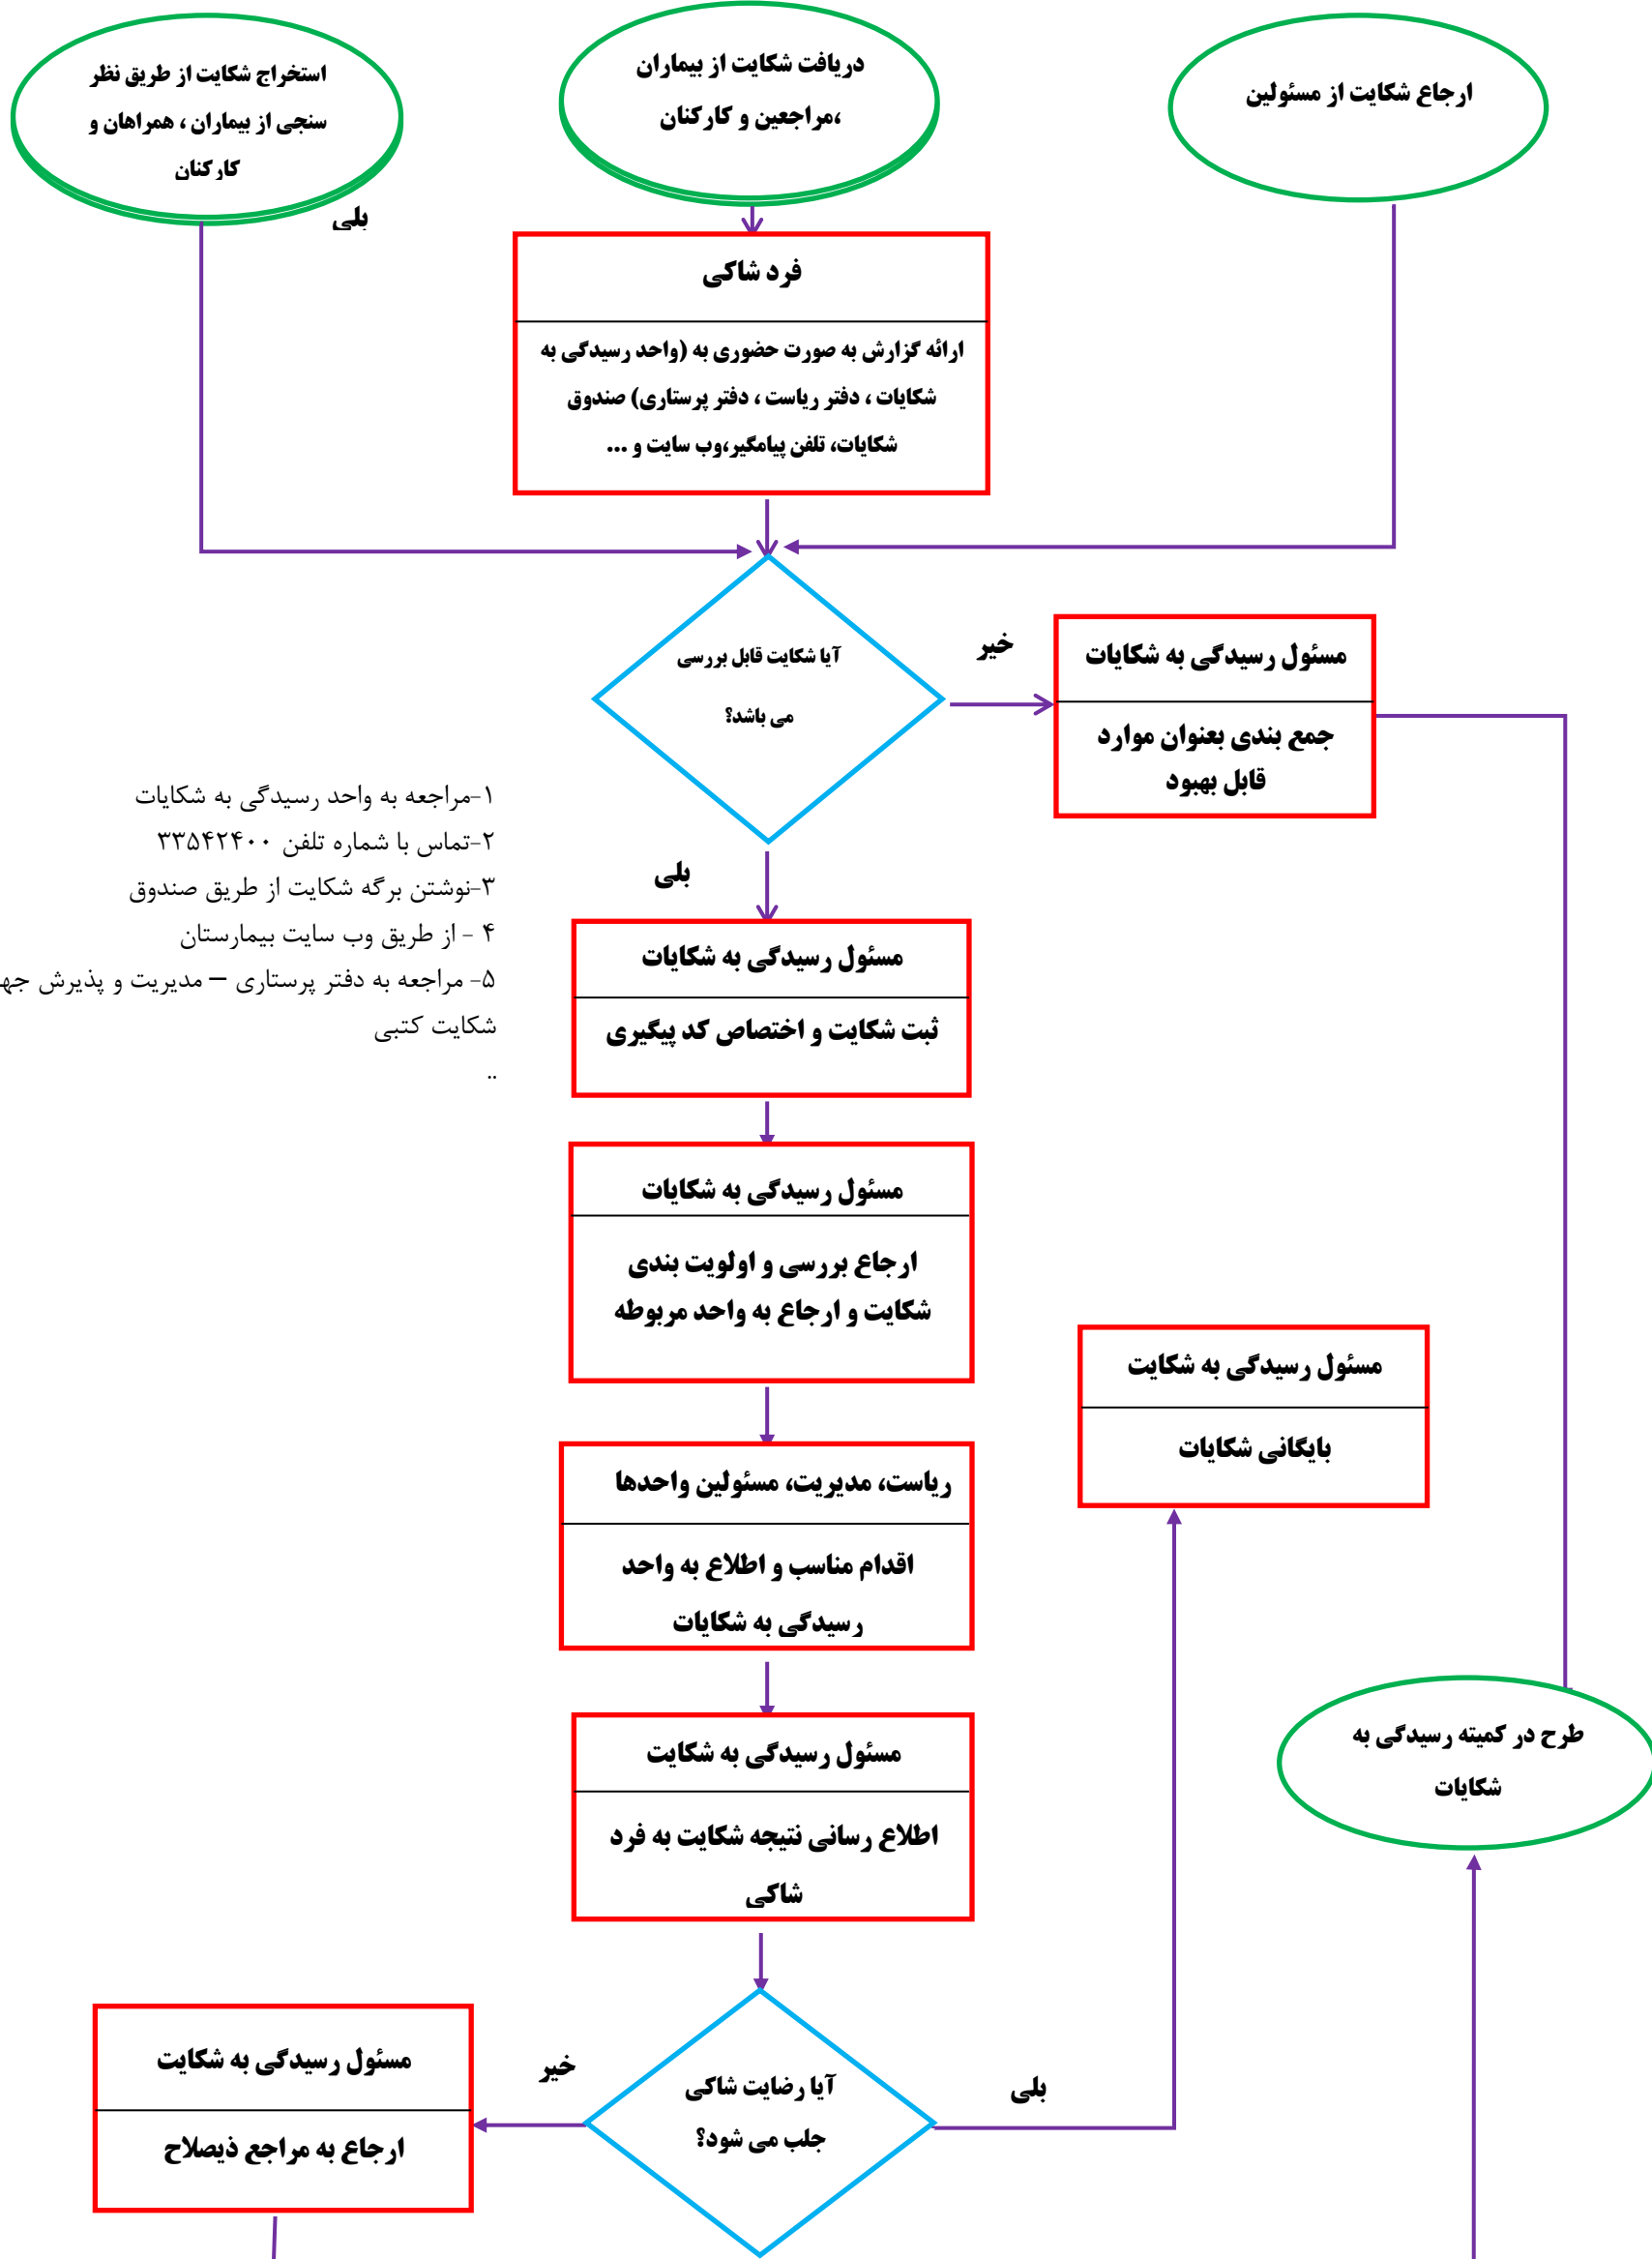 ارجاع شکایت از مسئولین
دریافت شکایت از بیماران
،مراجعین و کارکنان
استخراج شکایت از طریق نظر
سنجی از بیماران ، همراهان و
کارکنان
بلی
فرد شاکی
ارائه گزارش به صورت حضوری به (واحد رسیدگی به
شکایات ، دفتر ریاست ، دفتر پرستاری) صندوق
شکایات، تلفن پیامگیر،وب سایت و ...
آیا شکایت قابل بررسی
می باشد؟
خیر
مسئول رسیدگی به شکایات
جمع بندی بعنوان موارد
قابل بهبود
۱-مراجعه به واحد رسیدگی به شکایات
۲-تماس با شماره تلفن ۳۳۵۴۲۴۰۰
۳-نوشتن برگه شکایت از طریق صندوق
۴ - از طریق وب سایت بیمارستان
۵- مراجعه به دفتر پرستاری – مدیریت و پذیرش
شکایت کتبی
..
بلی
مسئول رسیدگی به شکایات
ثبت شکایت و اختصاص کد پیگیری
مسئول رسیدگی به شکایات
ارجاع بررسی و اولویت بندی
شکایت و ارجاع به واحد مربوطه
مسئول رسیدگی به شکایت
بایگانی شکایات
ریاست، مدیریت، مسئولین واحدها
اقدام مناسب و اطلاع به واحد
رسیدگی به شکایات
طرح در کمیته رسیدگی به
شکایات
مسئول رسیدگی به شکایت
اطلاع رسانی نتیجه شکایت به فرد
شاکی
آیا رضایت شاکی
جلب می شود؟
بلی
خیر
مسئول رسیدگی به شکایت
ارجاع به مراجع ذیصلاح